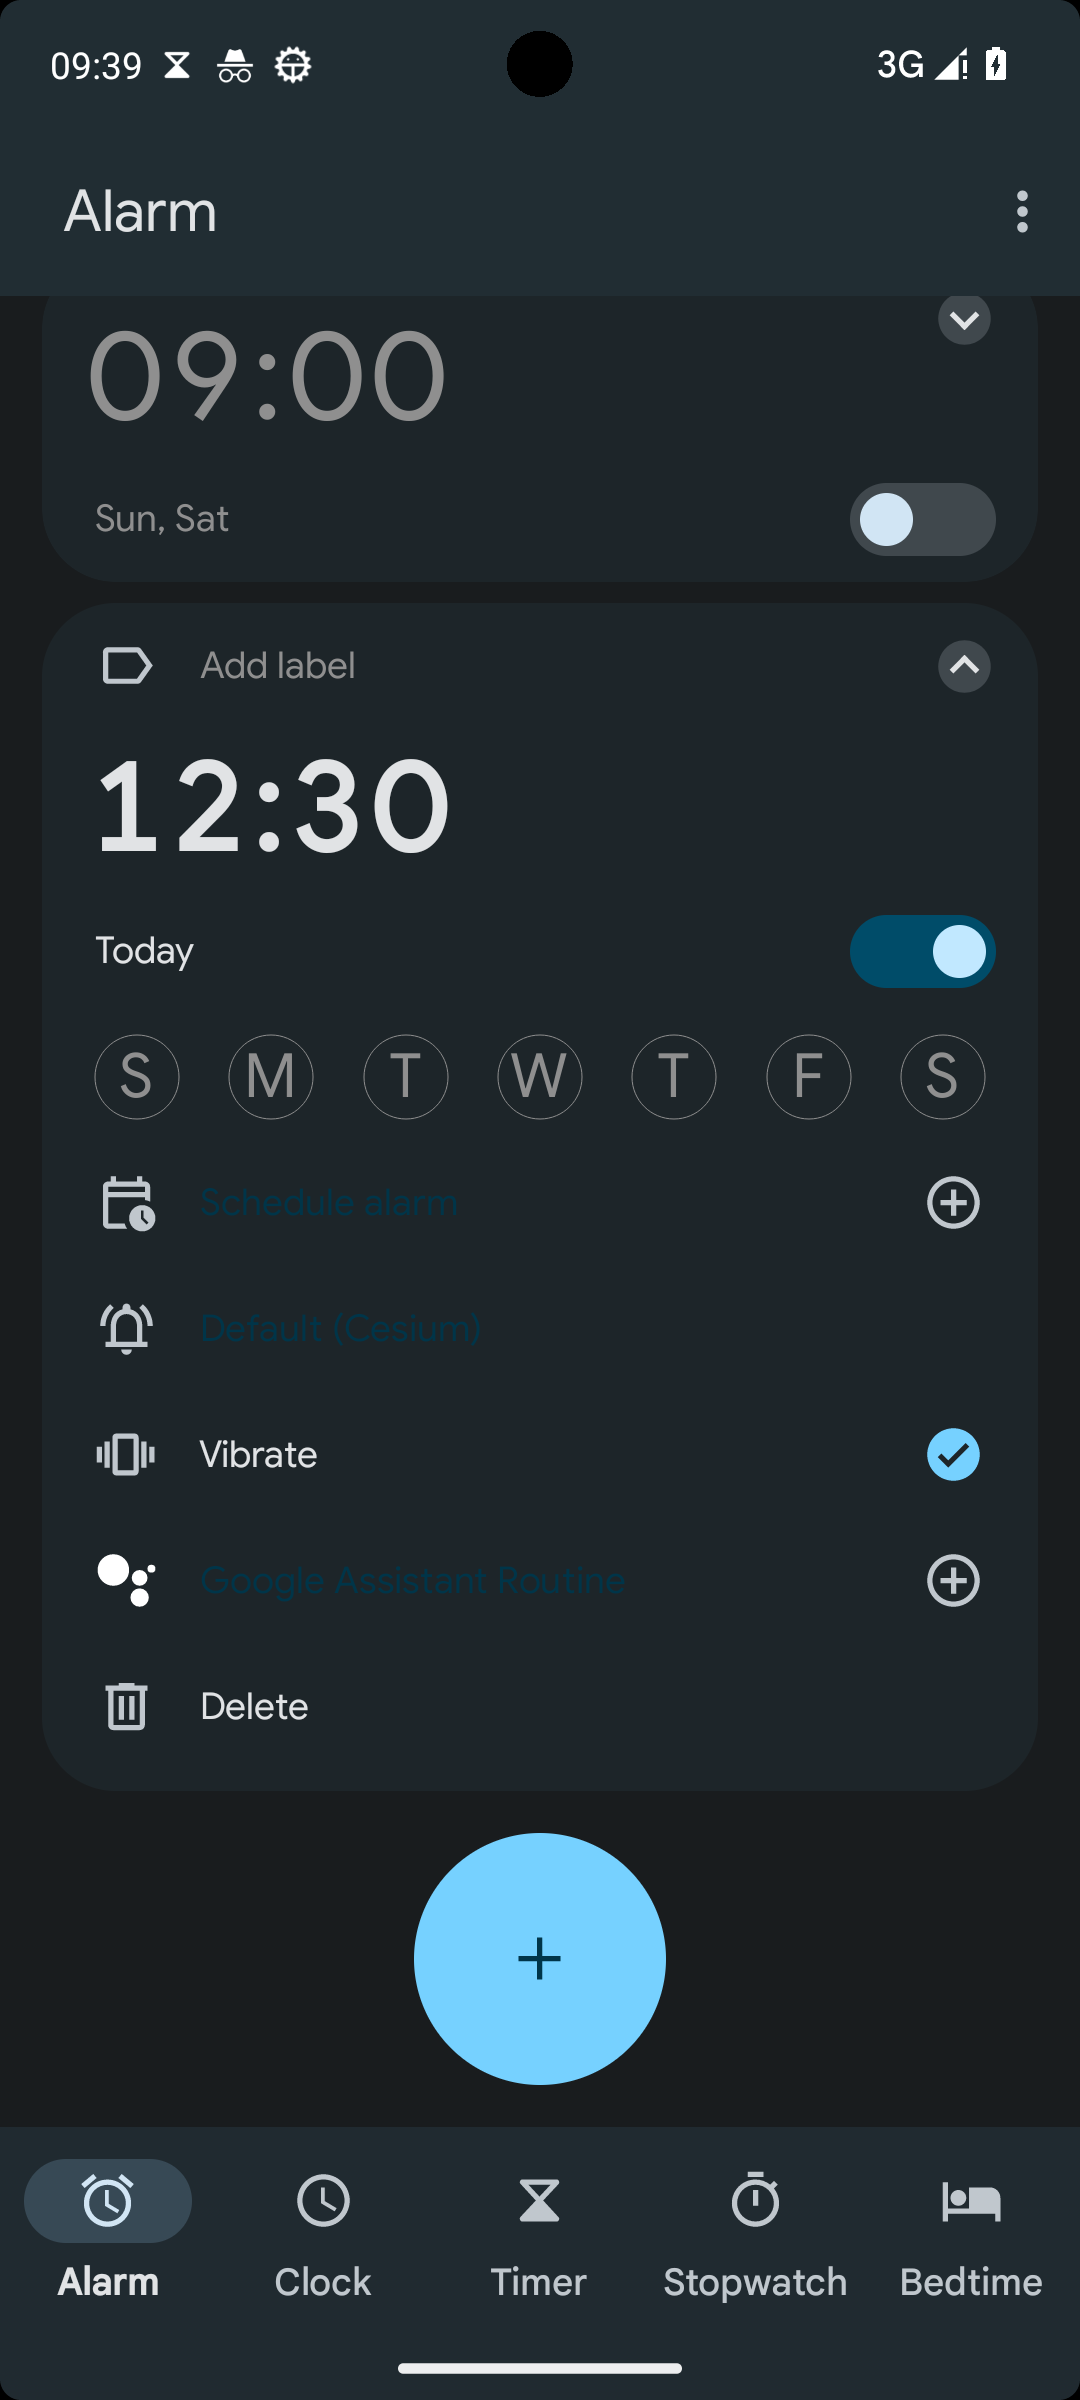 09:39
3G
Alarm
09:00
Sun, Sat
Add label
12:30
Today
S M T W T F S
Schedule alarm
Default (Cesium)
Vibrate
Google Assistant Routine
Delete
Alarm Clock Timer Stopwatch Bedtime